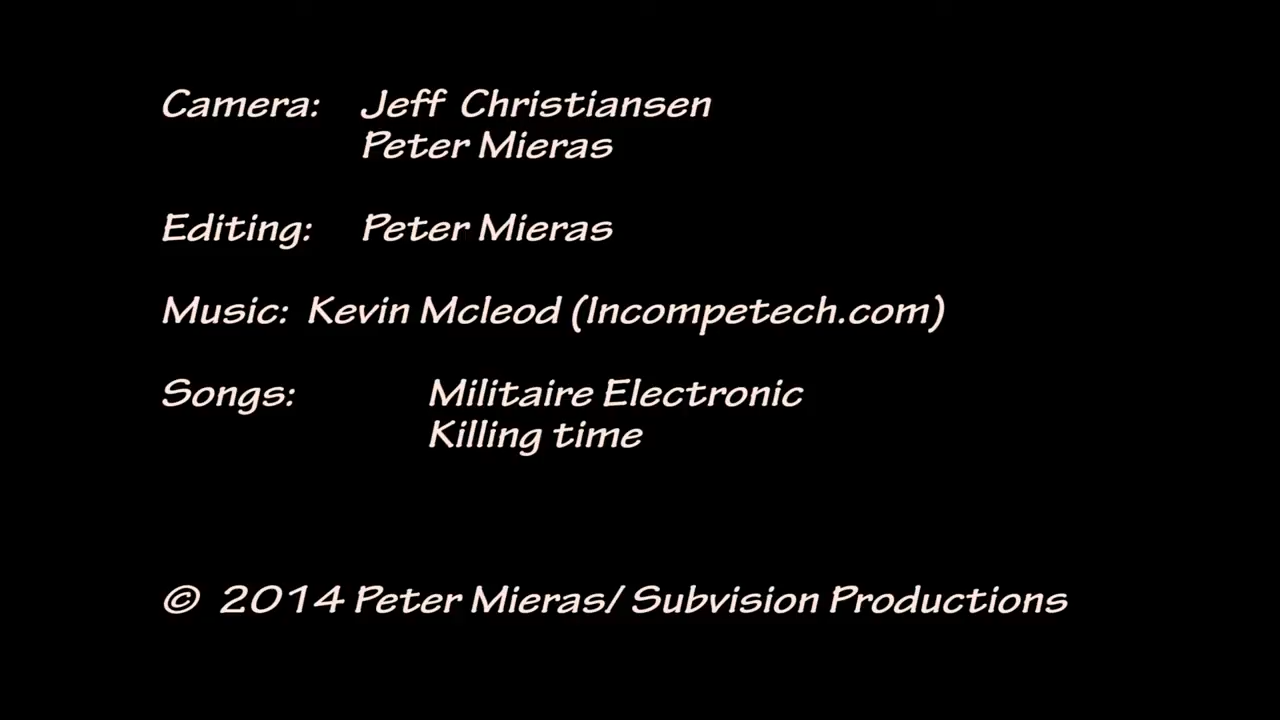 Camera: Jeff Christiansen
Peter Mieras
Editing: Peter Mieras
Music: Kevin Mcleod (Incompetech.com)
Songs: Militaire Electronic
Killing time
© 2014 Peter Mieras/ Subvision Productions